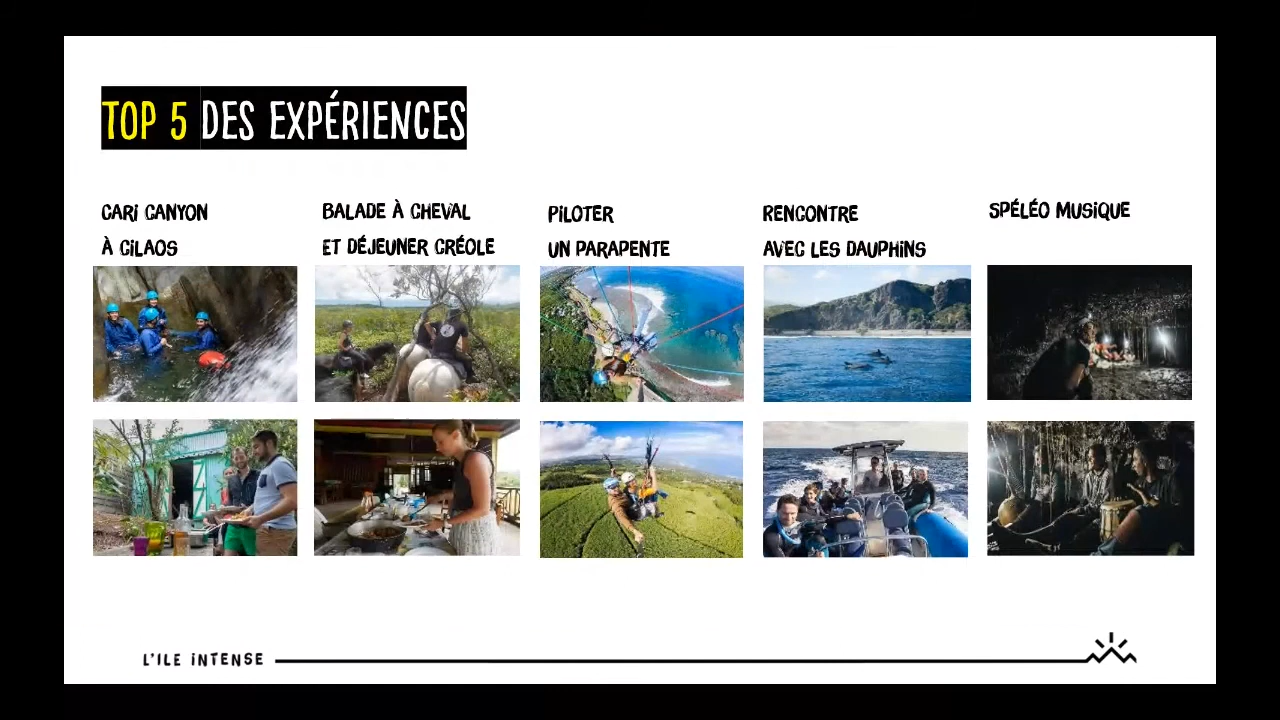 TOP 5 DES EXPÉRIENCES
CARI CANYON
À CILAOS
BALADE À CHEVAL
ET DÉJEUNER CRÉOLE
PILOTER
UN PARAPENTE
RENCONTRE
AVEC LES DAUPHINS
SPÉLÉO MUSIQUE
L'ILE INTENSE